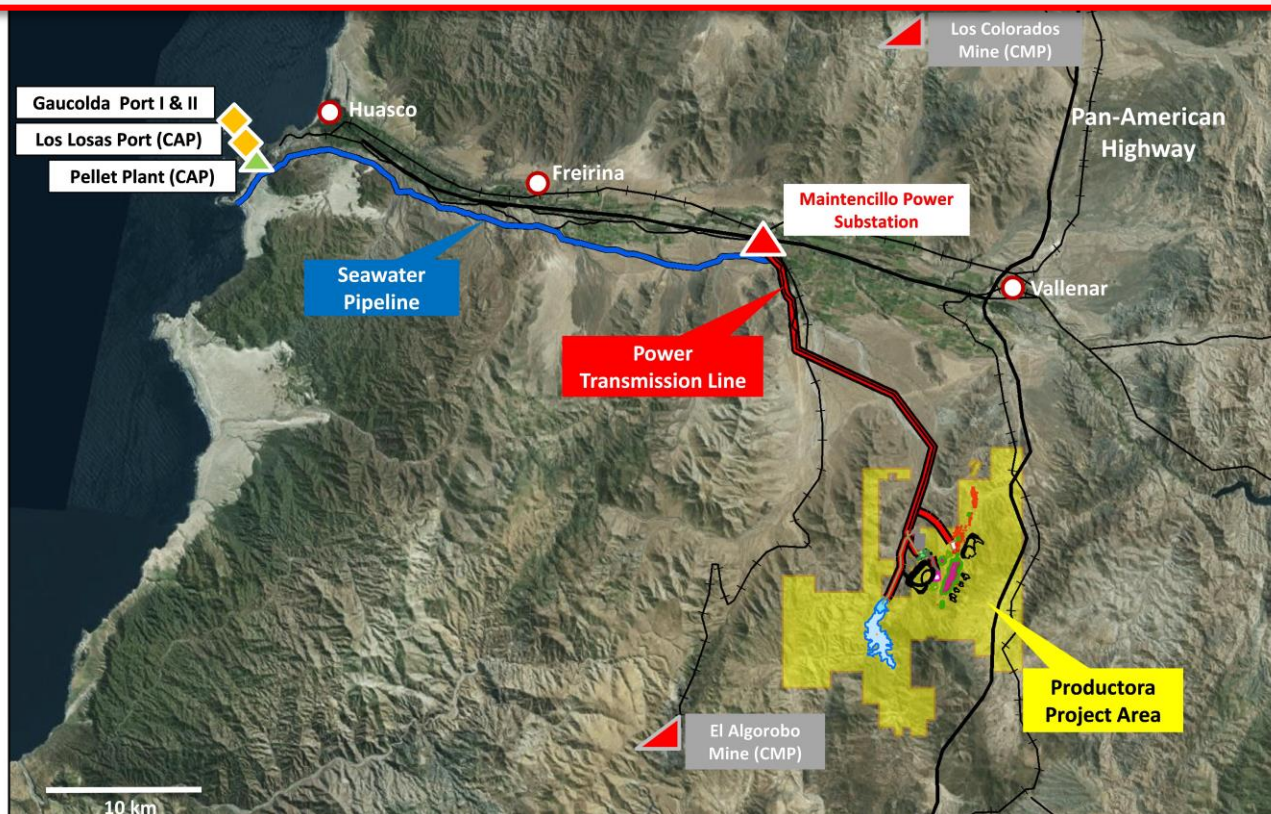 Los Colorados
Mine (CMP)
Gaucolda Port I & II
Los Losas Port (CAP)
Pellet Plant (CAP)
Huasco
Pan-American
Highway
Freirina
Maintencillo Power
Substation
Seawater
Pipeline
Vallenar
Power
Transmission Line
Productora
Project Area
El Algorobo
Mine (CMP)
10 km